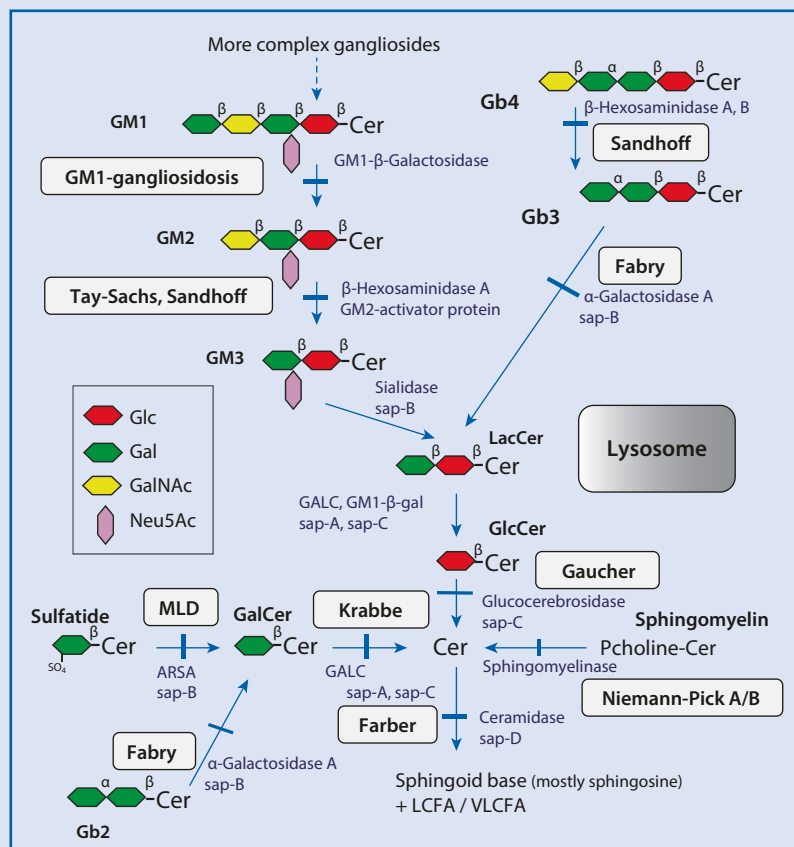 More complex gangliosides
β β β β
GM1
Cer
GM1-β-Galactosidase
GM1-gangliosidosis
β β β
GM2
Cer
β-Hexosaminidase A
GM2-activator protein
Tay-Sachs, Sandhoff
β β
GM3
Cer
Sialidase
sap-B
β α β β
Gb4
Cer
β-Hexosaminidase A, B
Sandhoff
α β β
Cer
Gb3
Fabry
α-Galactosidase A
sap-B
Glc
Gal
GalNAc
Neu5Ac
Lysosome
LacCer
β β
Cer
GALC, GM1-β-gal
sap-A, sap-C
GlcCer
β
Cer
Gaucher
Glucocerebrosidase
sap-C
Sulfatide
β
Cer
SO₄
MLD
ARSA
sap-B
GalCer
β
Cer
Krabbe
GALC
sap-A, sap-C
Cer
Sphingomyelin
Pcholine-Cer
Sphingomyelinase
Niemann-Pick A/B
Farber
Ceramidase
sap-D
Fabry
α-Galactosidase A
sap-B
α β
Cer
Gb2
Sphingoid base (mostly sphingosine)
+ LCFA / VLCFA